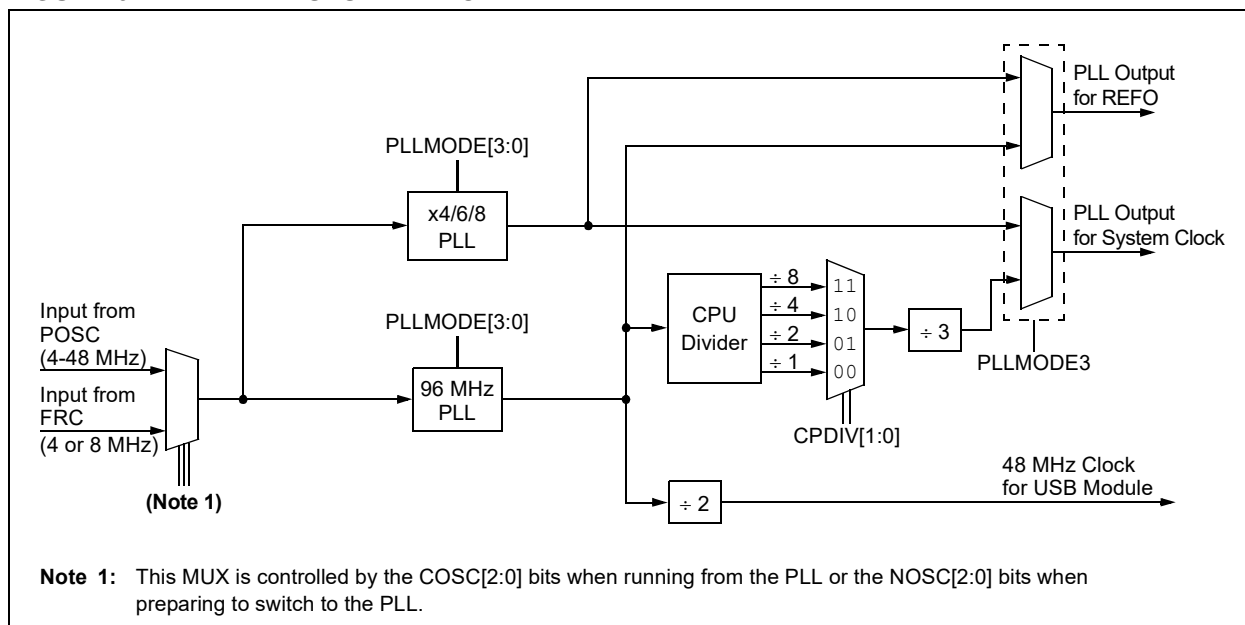 PLL Output
for REFO
PLLMODE[3:0]
x4/6/8
PLL
PLL Output
for System Clock
Input from
POSC
(4-48 MHz)
Input from
FRC
(4 or 8 MHz)
(Note 1)
PLLMODE[3:0]
96 MHz
PLL
CPU
Divider
÷ 8
÷ 4
÷ 2
÷ 1
11
10
01
00
CPDIV[1:0]
÷ 3
PLLMODE3
÷ 2
48 MHz Clock
for USB Module
Note 1: This MUX is controlled by the COSC[2:0] bits when running from the PLL or the NOSC[2:0] bits when
preparing to switch to the PLL.